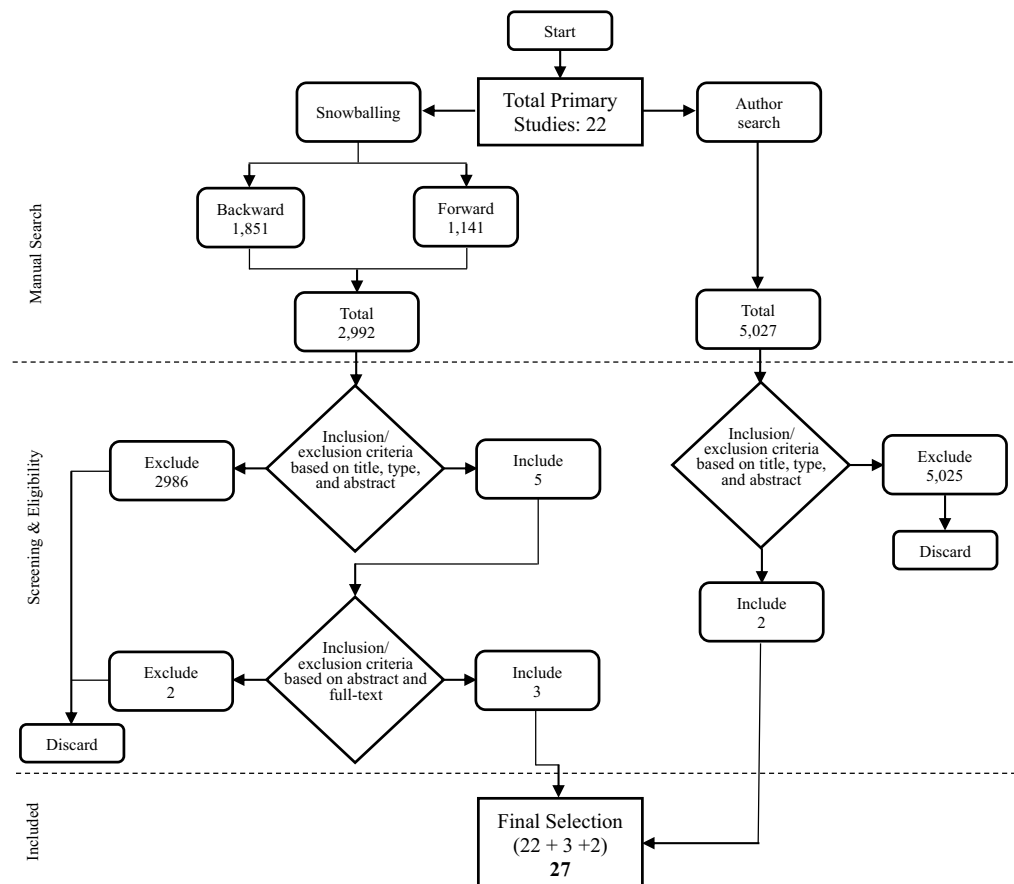 Start
Total Primary
Studies: 22
Snowballing
Author
search
Backward
1,851
Forward
1,141
Manual Search
Total
2,992
Total
5,027
Inclusion/
exclusion criteria
based on title, type,
and abstract
Exclude
2986
Include
5
Inclusion/
exclusion criteria
based on title, type,
and abstract
Exclude
5,025
Discard
Screening & Eligibility
Include
2
Inclusion/
exclusion criteria
based on abstract and
full-text
Exclude
2
Include
3
Discard
Included
Final Selection
(22 + 3 +2)
27